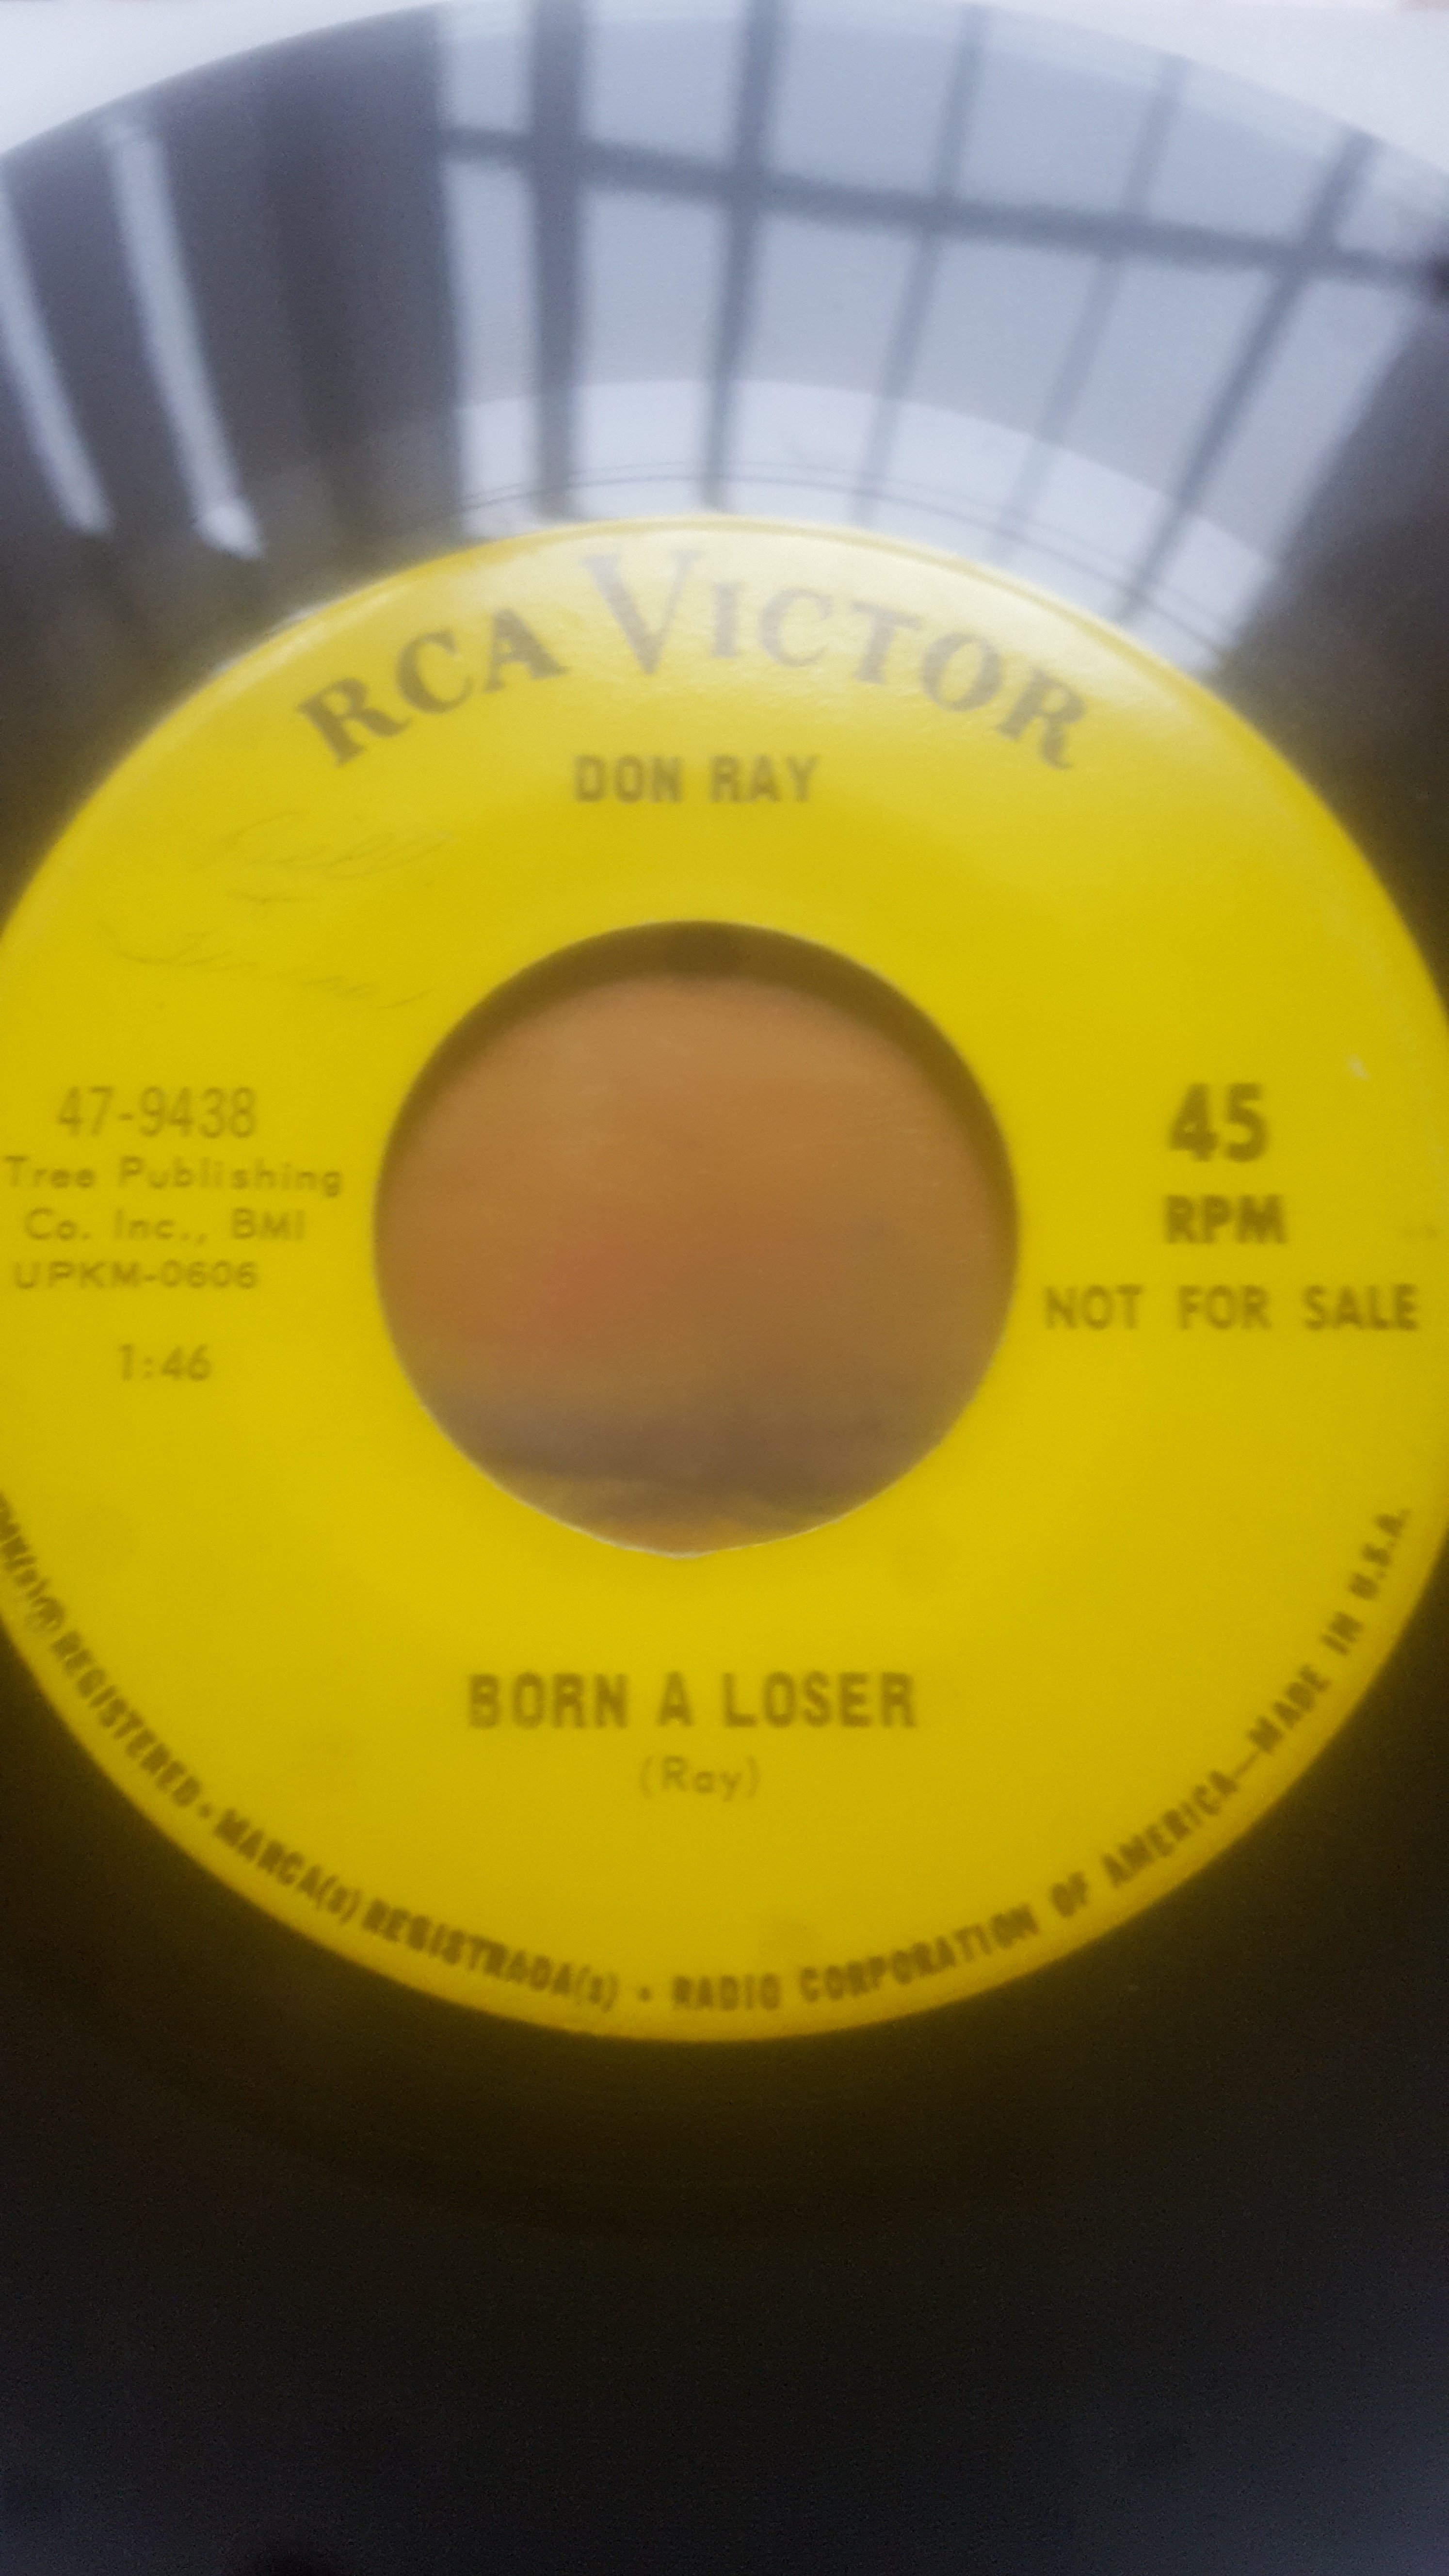 RCA VICTOR
DON RAY
47-9438
Tree Publishing
Co. Inc., BMI
UPKM-0606
1:46
45
RPM
NOT FOR SALE
BORN A LOSER
(Ray)
® REGISTERED • MARCA(s) REGISTRADA(s) • RADIO CORPORATION OF AMERICA—MADE IN U.S.A.